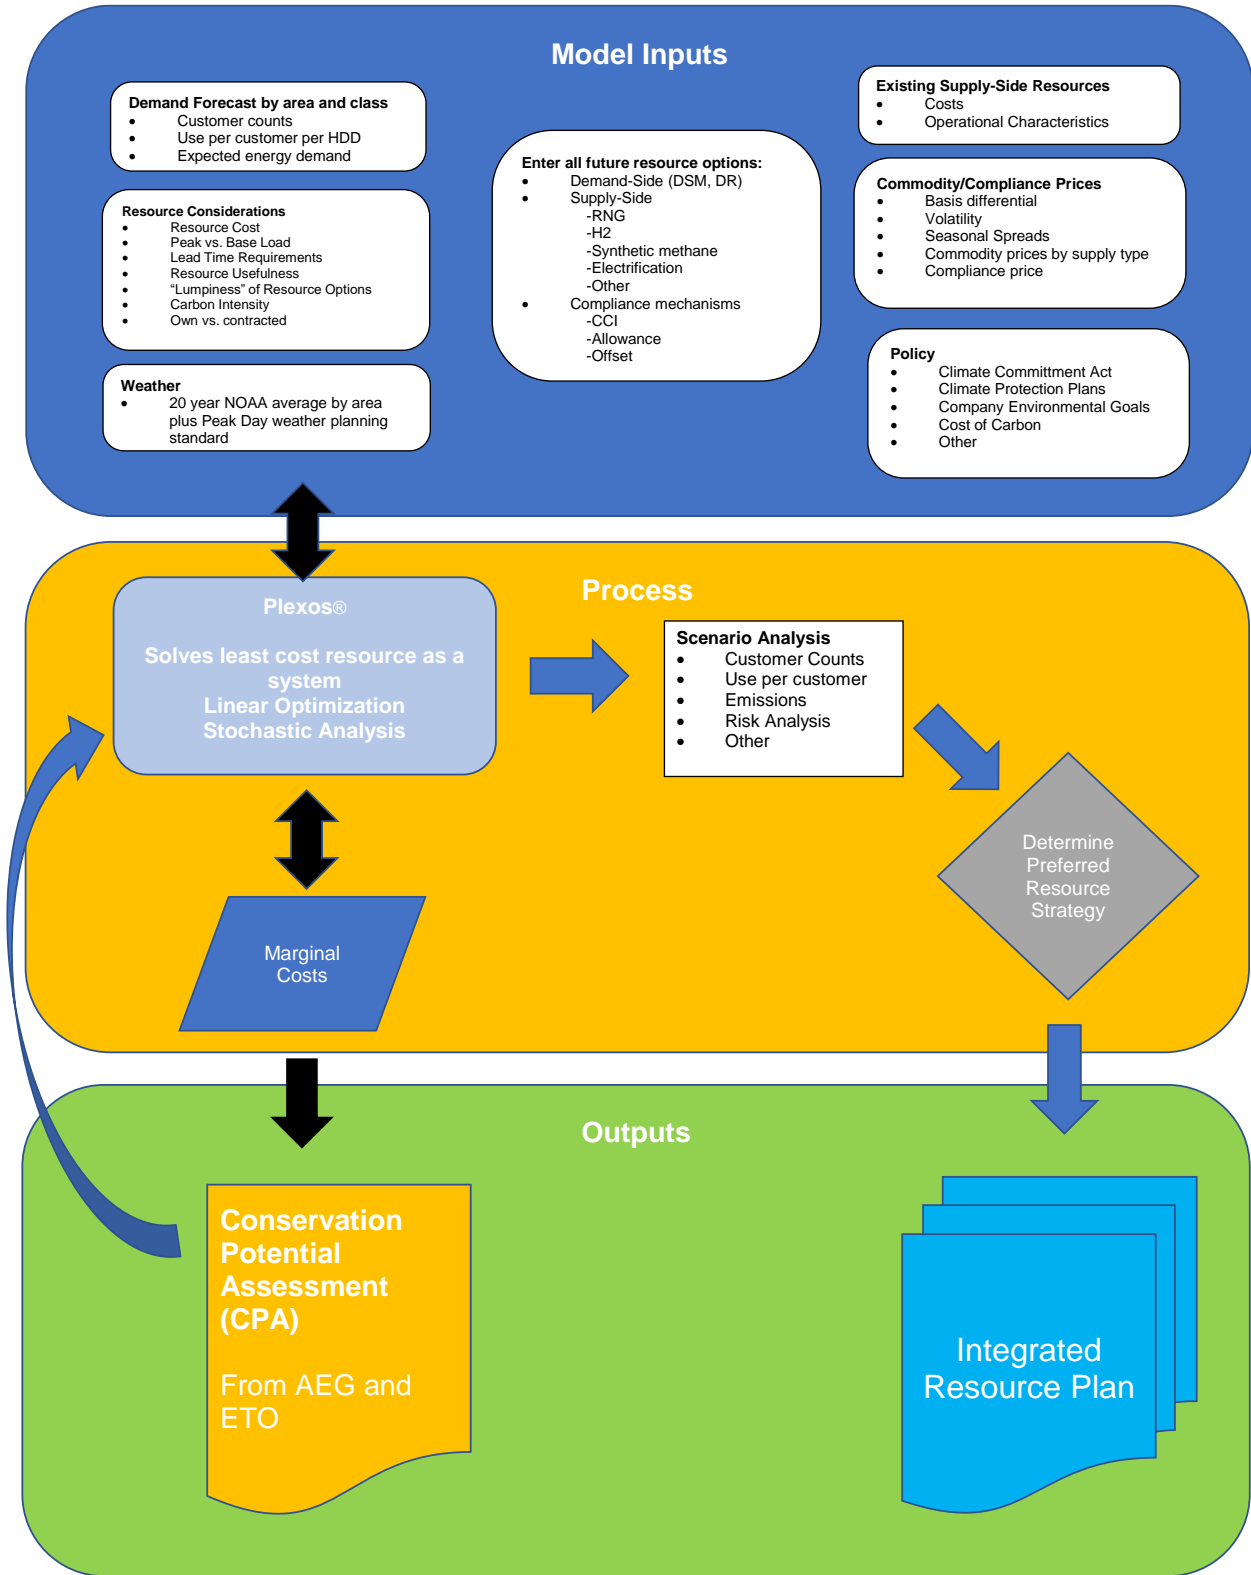 Model Inputs
Demand Forecast by area and class
• Customer counts
• Use per customer per HDD
• Expected energy demand
Resource Considerations
• Resource Cost
• Peak vs. Base Load
• Lead Time Requirements
• Resource Usefulness
• “Lumpiness” of Resource Options
• Carbon Intensity
• Own vs. contracted
Weather
• 20 year NOAA average by area
plus Peak Day weather planning
standard
Enter all future resource options:
• Demand-Side (DSM, DR)
• Supply-Side
-RNG
-H2
-Synthetic methane
-Electrification
-Other
• Compliance mechanisms
-CCI
-Allowance
-Offset
Existing Supply-Side Resources
• Costs
• Operational Characteristics
Commodity/Compliance Prices
• Basis differential
• Volatility
• Seasonal Spreads
• Commodity prices by supply type
• Compliance price
Policy
• Climate Committment Act
• Climate Protection Plans
• Company Environmental Goals
• Cost of Carbon
• Other
Process
Plexos®
Solves least cost resource as a
system
Linear Optimization
Stochastic Analysis
Scenario Analysis
• Customer Counts
• Use per customer
• Emissions
• Risk Analysis
• Other
Determine
Preferred
Resource
Strategy
Marginal
Costs
Outputs
Conservation
Potential
Assessment
(CPA)
From AEG and
ETO
Integrated
Resource Plan